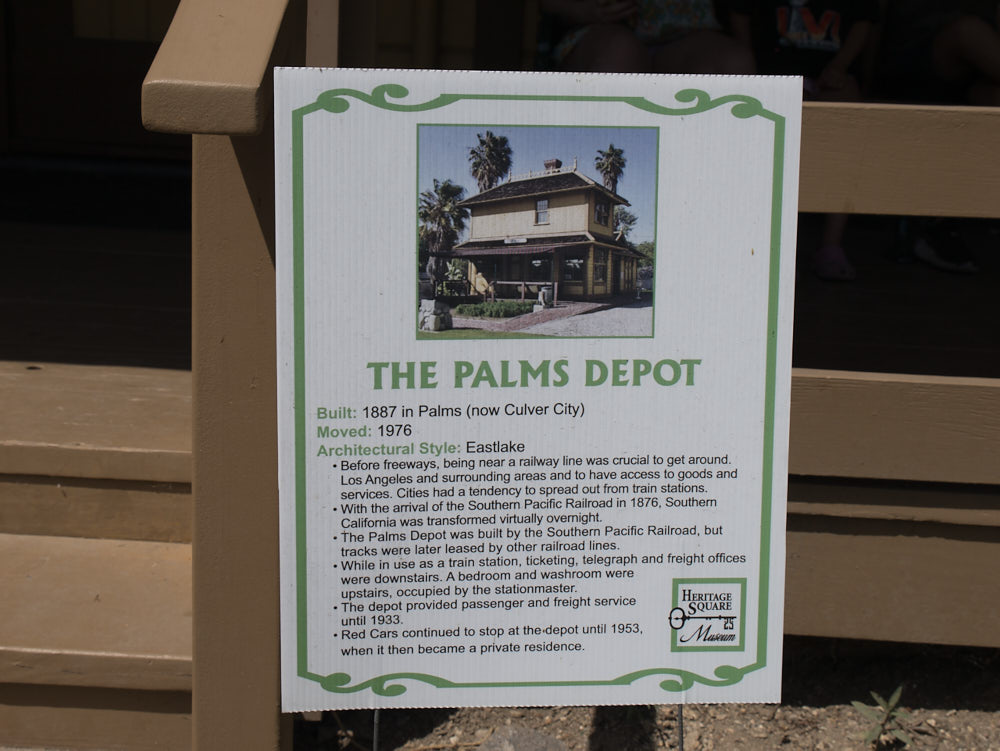 THE PALMS DEPOT
Built: 1887 in Palms (now Culver City)
Moved: 1976
Architectural Style: Eastlake
• Before freeways, being near a railway line was crucial to get around.
Los Angeles and surrounding areas and to have access to goods and
services. Cities had a tendency to spread out from train stations.
• With the arrival of the Southern Pacific Railroad in 1876, Southern
California was transformed virtually overnight.
• The Palms Depot was built by the Southern Pacific Railroad, but
tracks were later leased by other railroad lines.
• While in use as a train station, ticketing, telegraph and freight offices
were downstairs. A bedroom and washroom were
upstairs, occupied by the stationmaster.
• The depot provided passenger and freight service
until 1933.
• Red Cars continued to stop at the depot until 1953,
when it then became a private residence.
HERITAGE
SQUARE
Museum
LVI